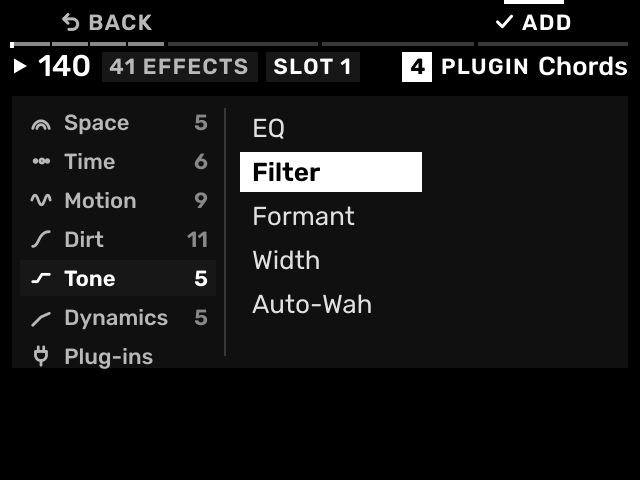 BACK
ADD
140 41 EFFECTS SLOT 1 4 PLUGIN Chords
Space 5
Time 6
Motion 9
Dirt 11
Tone 5
Dynamics 5
Plug-ins
EQ
Filter
Formant
Width
Auto-Wah